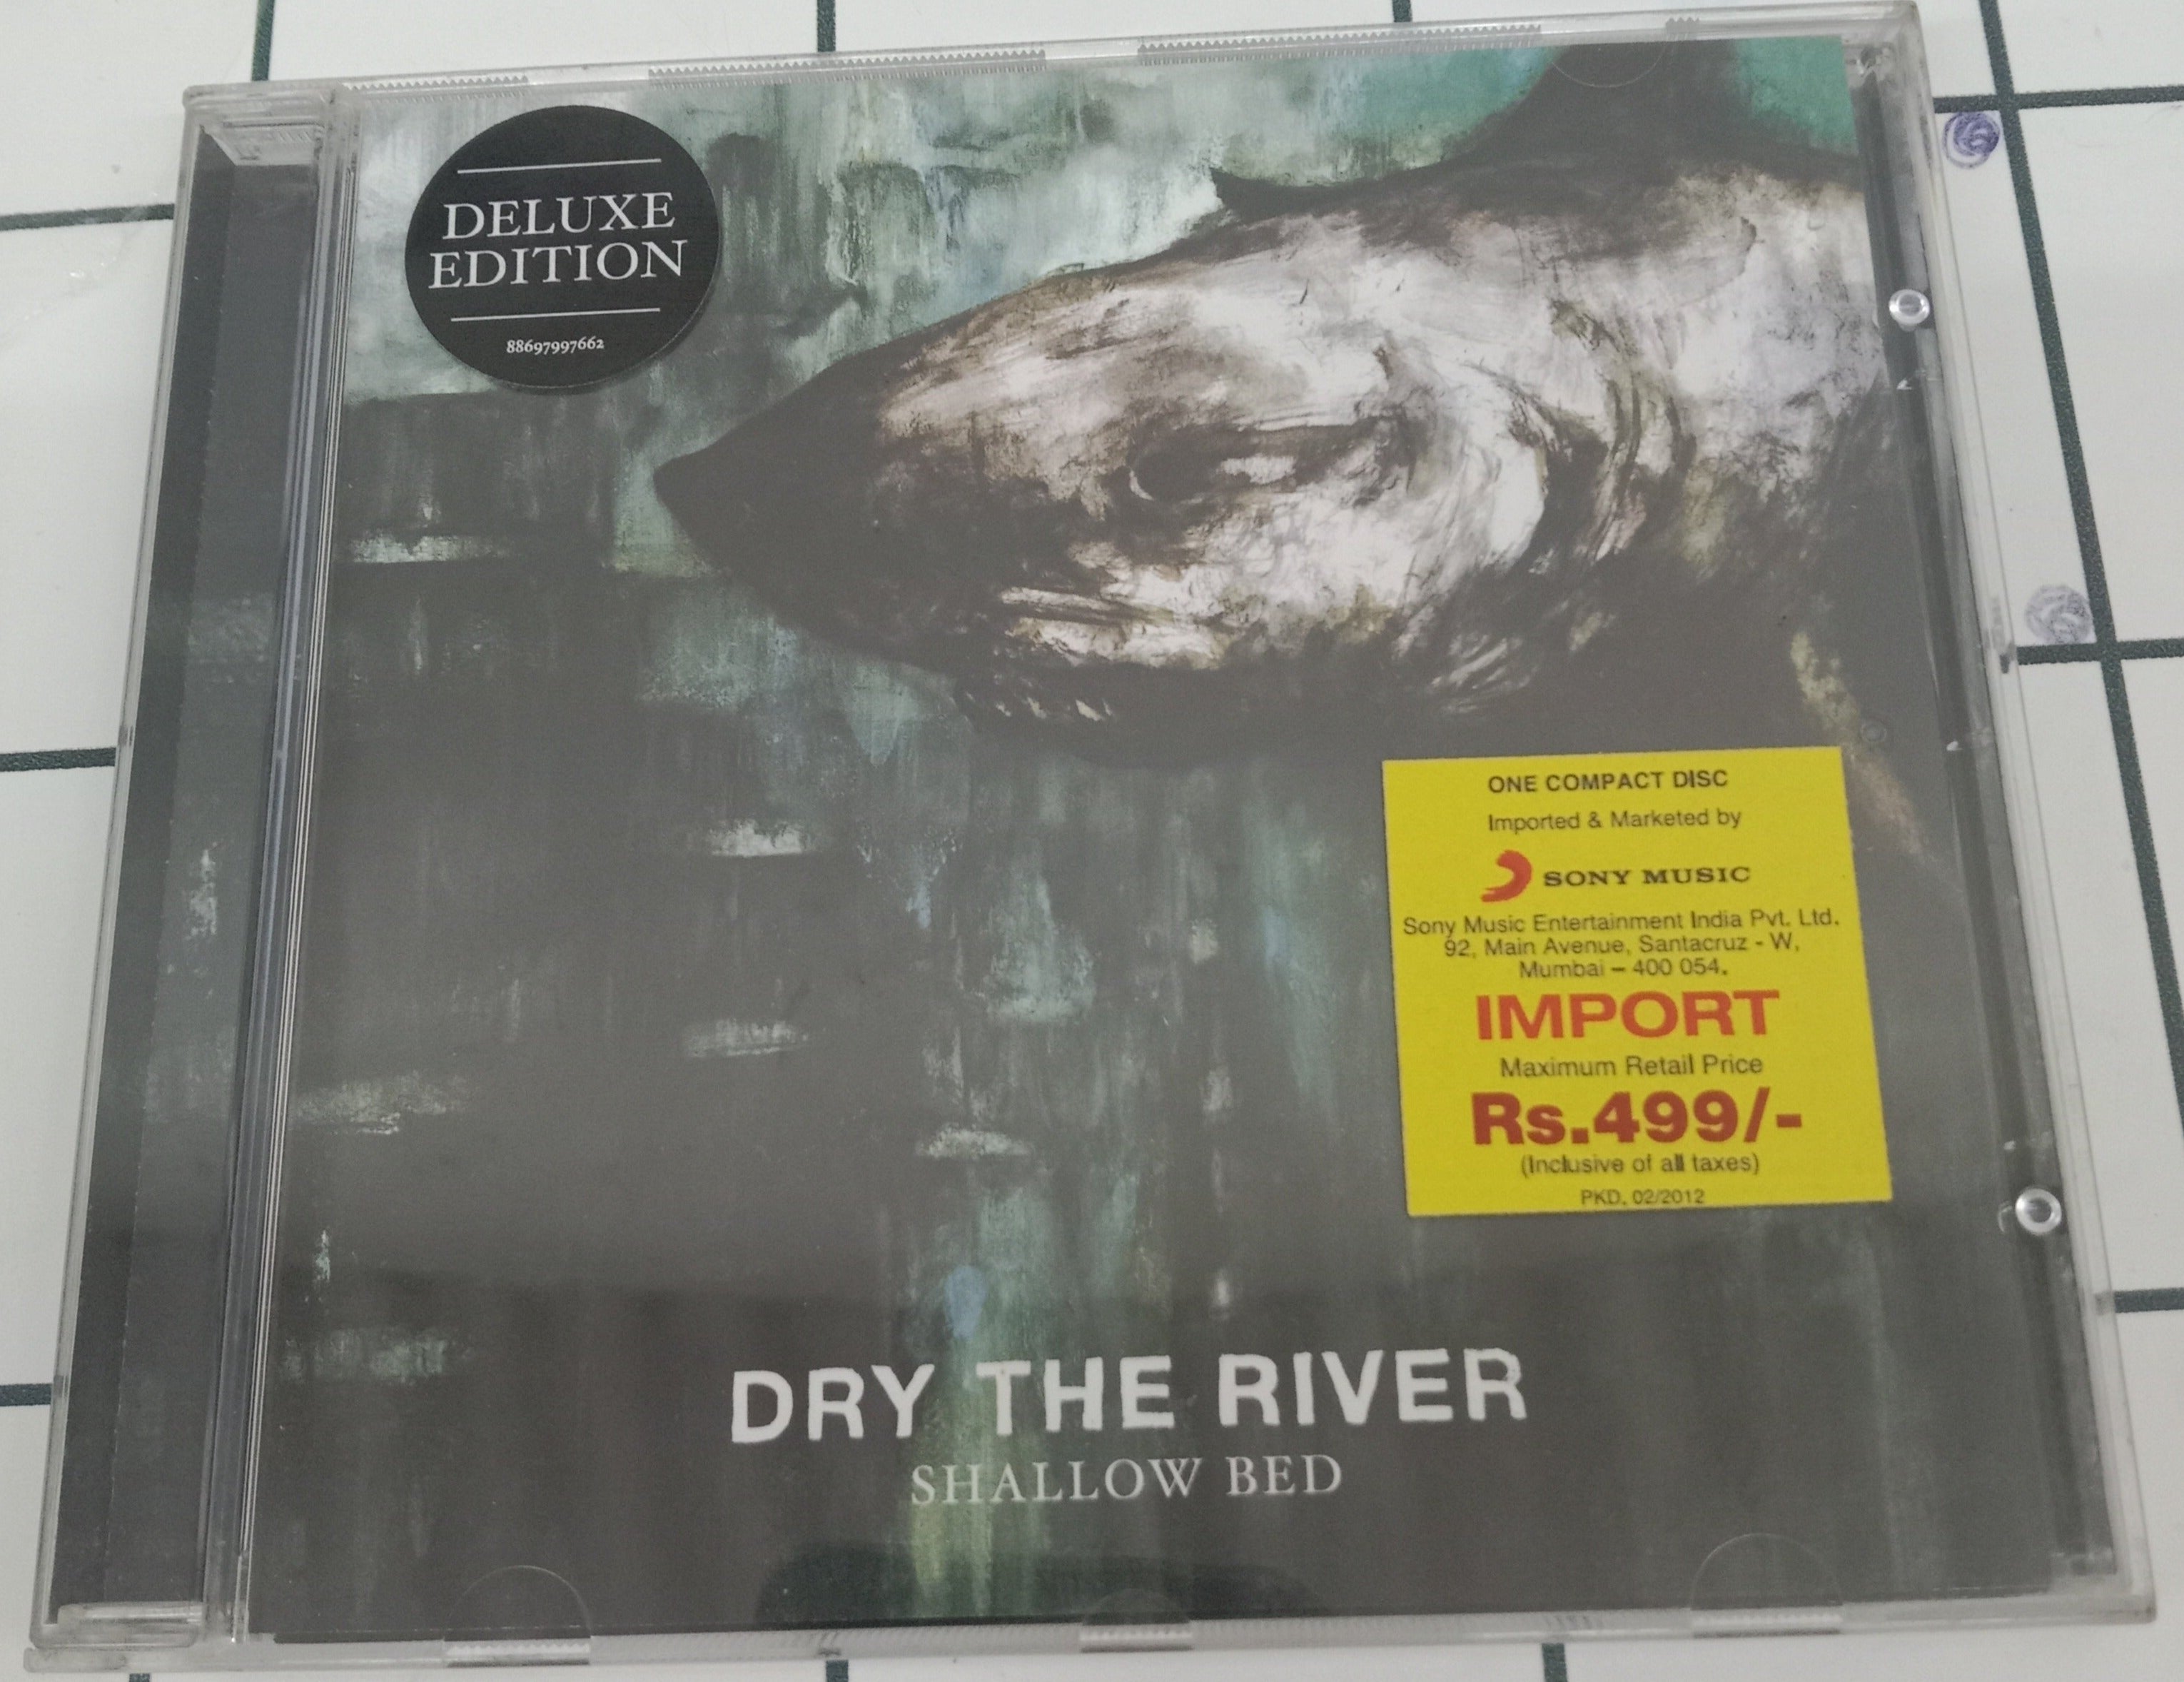 DELUXE
EDITION
88697997662
ONE COMPACT DISC
Imported & Marketed by
SONY MUSIC
Sony Music Entertainment India Pvt. Ltd.
92, Main Avenue, Santacruz - W,
Mumbai – 400 054.
IMPORT
Maximum Retail Price
Rs.499/-
(Inclusive of all taxes)
PKD. 02/2012
DRY THE RIVER
SHALLOW BED